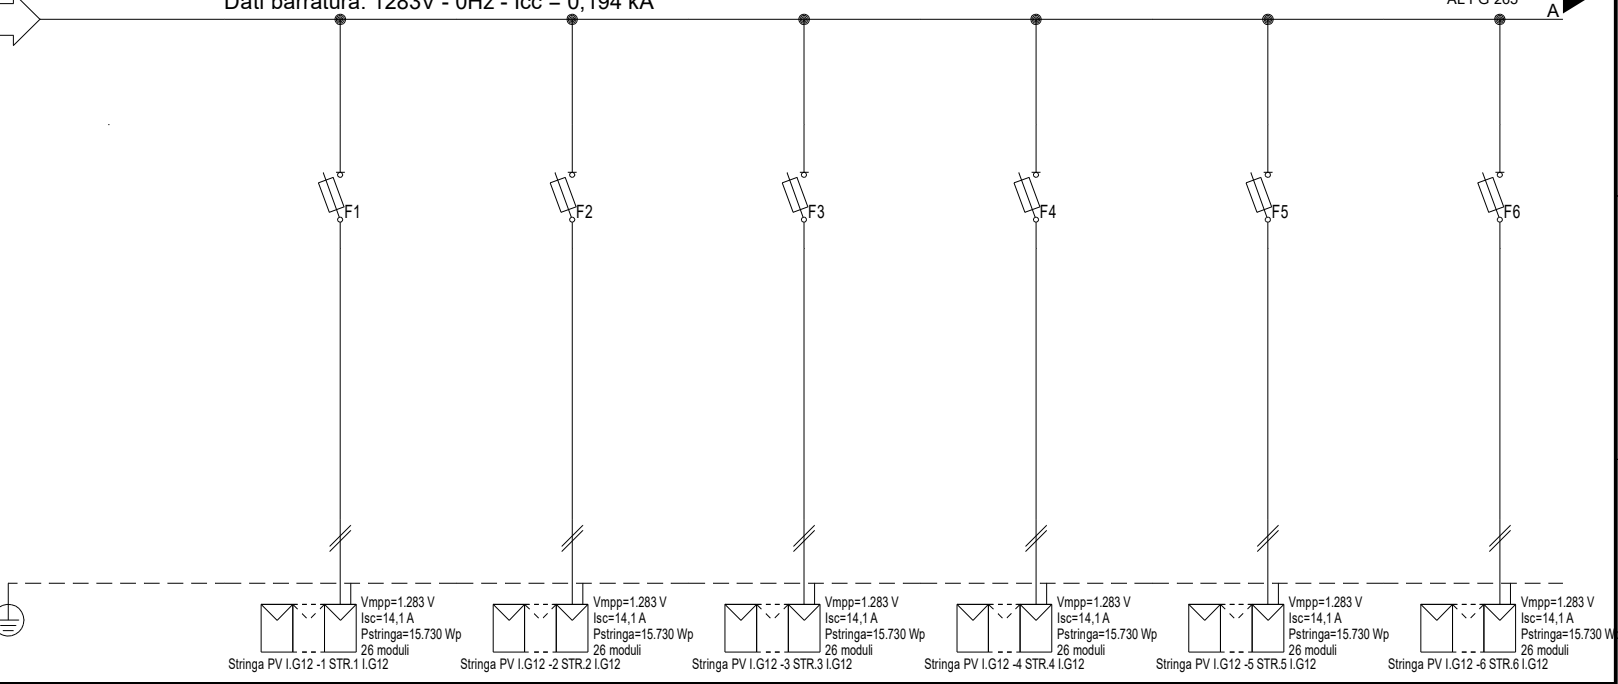 Dati barratura: 1283V - 0Hz - Icc = 0,194 kA
A
F1
F2
F3
F4
F5
F6
Vmpp=1.283 V
Isc=14,1 A
Pstringa=15.730 Wp
26 moduli
Stringa PV I.G12 -1 STR.1 I.G12
Vmpp=1.283 V
Isc=14,1 A
Pstringa=15.730 Wp
26 moduli
Stringa PV I.G12 -2 STR.2 I.G12
Vmpp=1.283 V
Isc=14,1 A
Pstringa=15.730 Wp
26 moduli
Stringa PV I.G12 -3 STR.3 I.G12
Vmpp=1.283 V
Isc=14,1 A
Pstringa=15.730 Wp
26 moduli
Stringa PV I.G12 -4 STR.4 I.G12
Vmpp=1.283 V
Isc=14,1 A
Pstringa=15.730 Wp
26 moduli
Stringa PV I.G12 -5 STR.5 I.G12
Vmpp=1.283 V
Isc=14,1 A
Pstringa=15.730 W
26 moduli
Stringa PV I.G12 -6 STR.6 I.G12